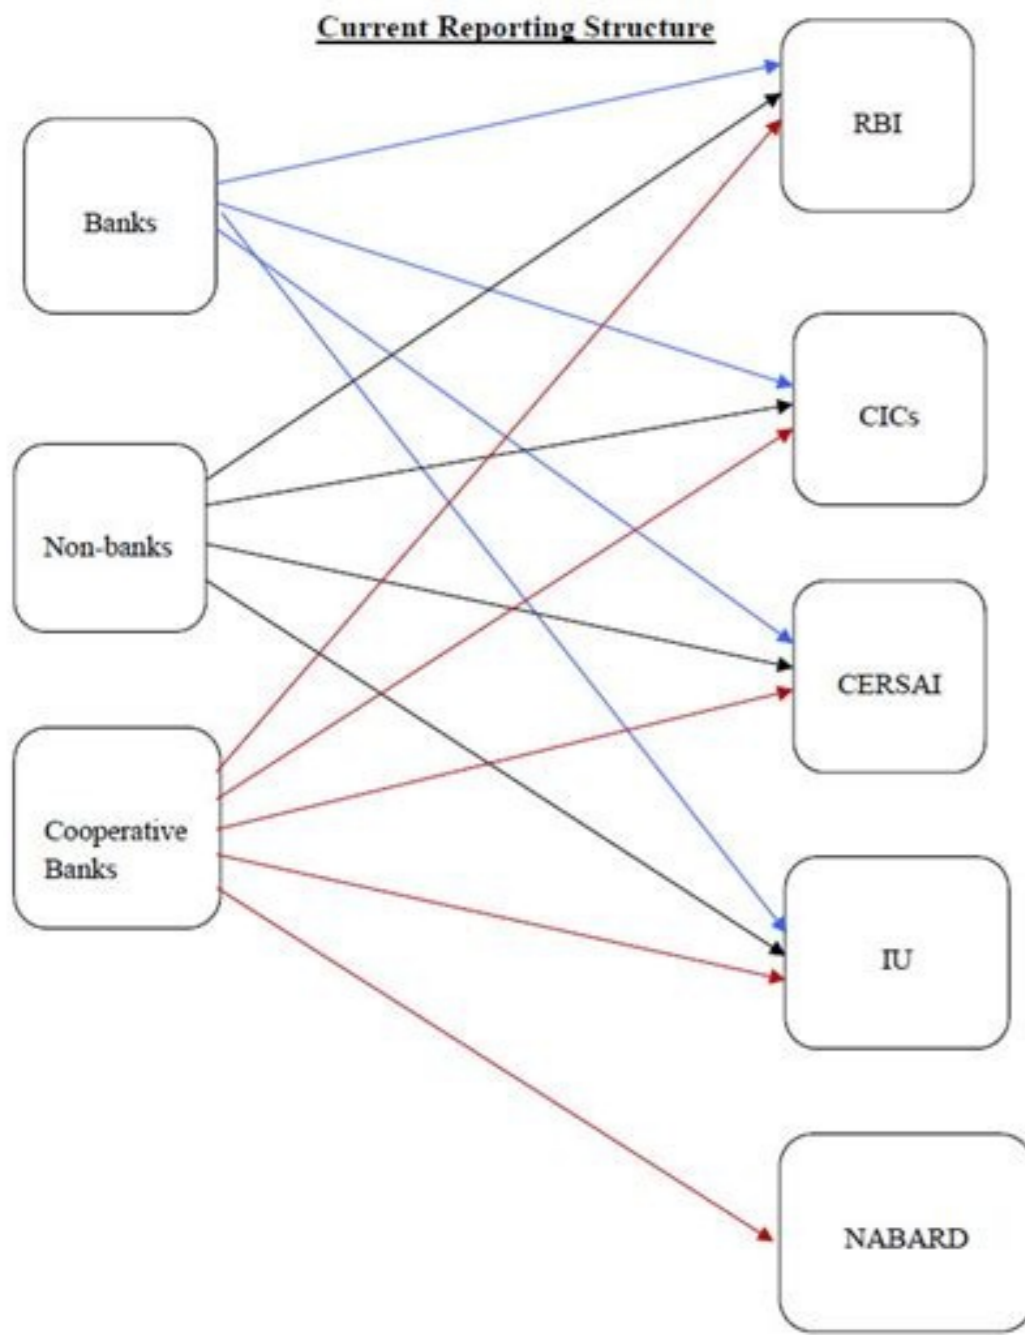 Current Reporting Structure
RBI
Banks
CICs
Non-banks
CERSAI
Cooperative
Banks
IU
NABARD